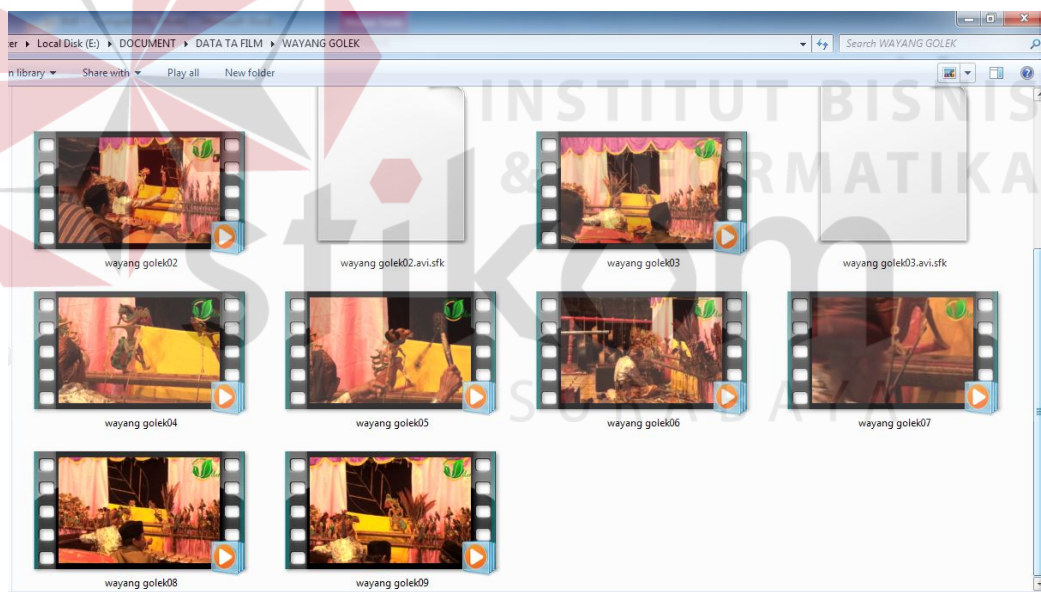 er ▸ Local Disk (E:) ▸ DOCUMENT ▸ DATA TA FILM ▸ WAYANG GOLEK
Search WAYANG GOLEK
n library Share with Play all New folder
INSTITUT BISNIS
& INFORMATIKA
stikom
SURABAYA
wayang golek02 wayang golek02.avi.sfk wayang golek03 wayang golek03.avi.sfk
wayang golek04 wayang golek05 wayang golek06 wayang golek07
wayang golek08 wayang golek09